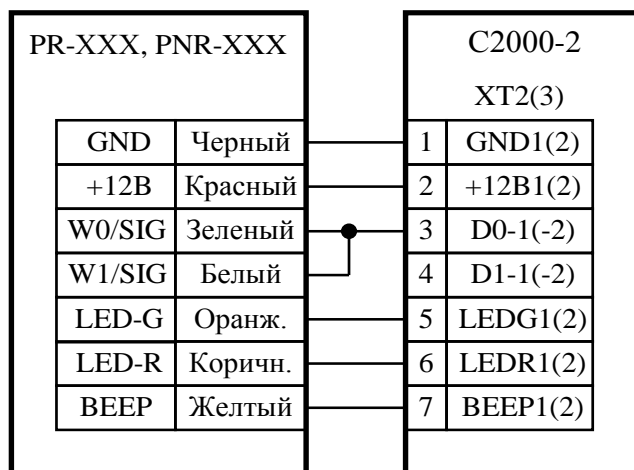 PR-XXX, PNR-XXX
C2000-2
XT2(3)
GND Черный 1 GND1(2)
+12В Красный 2 +12В1(2)
W0/SIG Зеленый 3 D0-1(-2)
W1/SIG Белый 4 D1-1(-2)
LED-G Оранж. 5 LEDG1(2)
LED-R Коричн. 6 LEDR1(2)
BEEP Желтый 7 BEEP1(2)